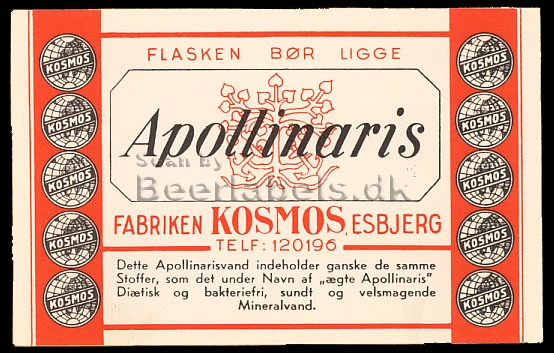 FLASKEN BØR LIGGE
Apollinaris
Scan by
Beerlabels.dk
FABRIKEN KOSMOS, ESBJERG
TELF: 120196
Dette Apollinarisvand indeholder ganske de samme
Stoffer, som det under Navn af „ægte Apollinaris"
Diætisk og bakteriefri, sundt og velsmagende
Mineralvand.
KOSMOS
KOSMOS
KOSMOS
KOSMOS
KOSMOS
KOSMOS
KOSMOS
KOSMOS
KOSMOS
KOSMOS